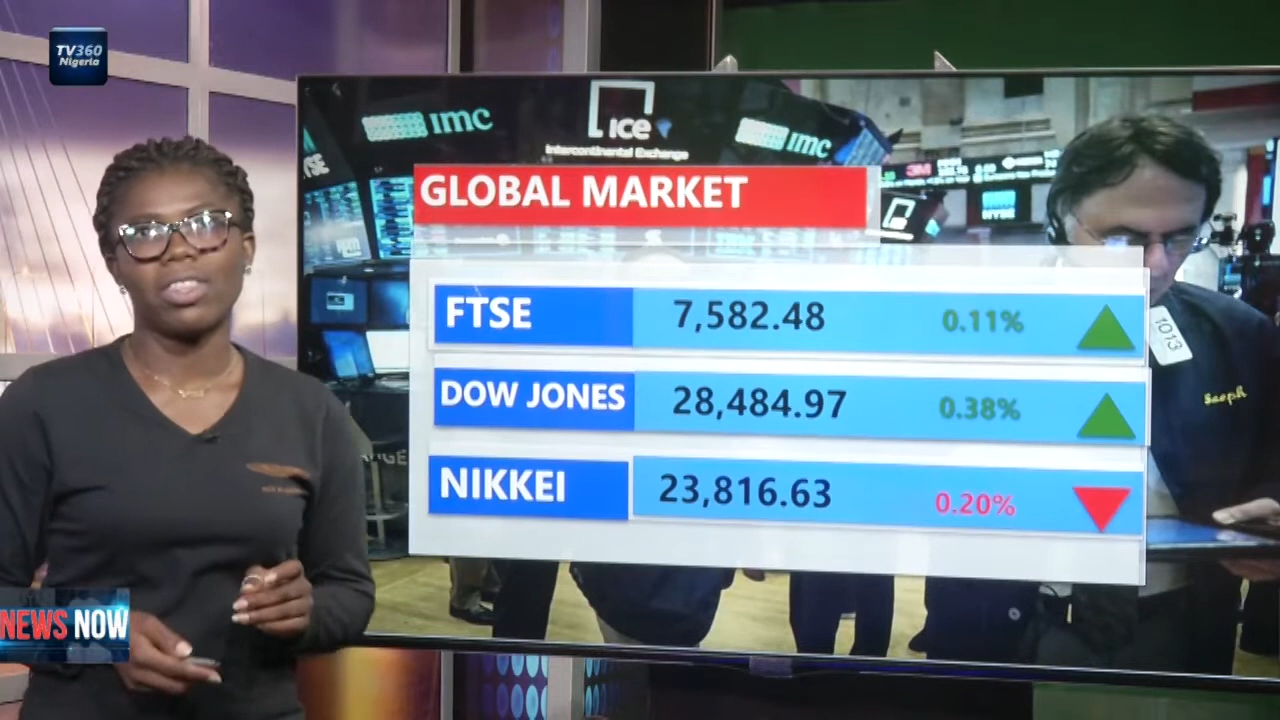 TV360
Nigeria
IMC
ICE
Intercontinental Exchange
IMC
3M
GLOBAL MARKET
FTSE 7,582.48 0.11%
1013
DOW JONES 28,484.97 0.38%
NIKKEI 23,816.63 0.20%
NEWS NOW